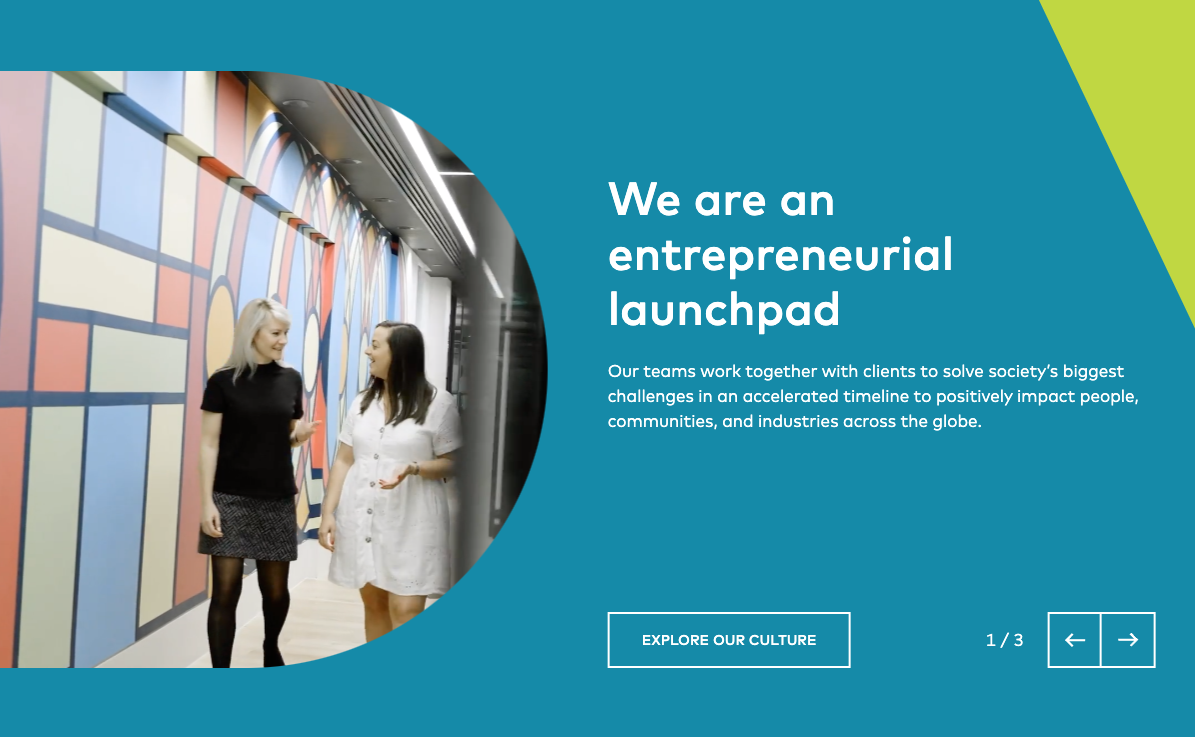 We are an
entrepreneurial
launchpad
Our teams work together with clients to solve society’s biggest
challenges in an accelerated timeline to positively impact people,
communities, and industries across the globe.
EXPLORE OUR CULTURE
1 / 3